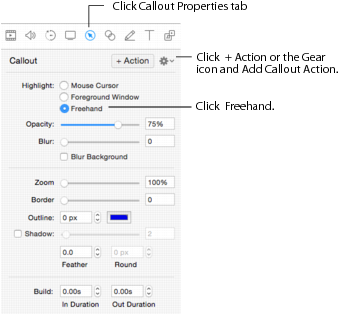 Click Callout Properties tab
Callout
+ Action
Click + Action or the Gear
icon and Add Callout Action.
Highlight:
Mouse Cursor
Foreground Window
Freehand
Click Freehand.
Opacity:
75%
Blur:
0
Blur Background
Zoom
100%
Border
0
Outline:
0 px
Shadow:
2
0.0
0 px
Feather
Round
Build:
0.00s
0.00s
In Duration
Out Duration